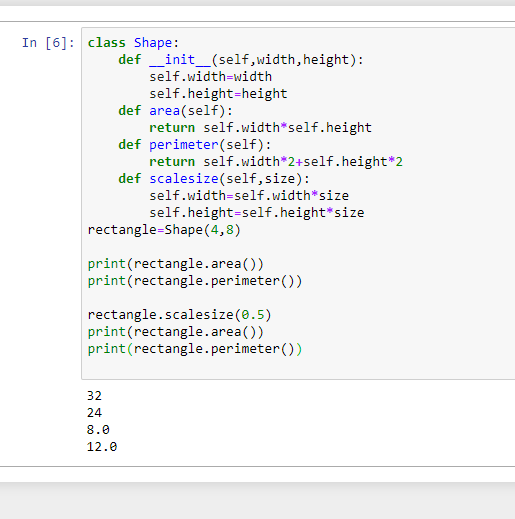 In [6]: class Shape:
    def __init__(self,width,height):
        self.width=width
        self.height=height
    def area(self):
        return self.width*self.height
    def perimeter(self):
        return self.width*2+self.height*2
    def scalesize(self,size):
        self.width=self.width*size
        self.height=self.height*size
rectangle=Shape(4,8)

print(rectangle.area())
print(rectangle.perimeter())

rectangle.scalesize(0.5)
print(rectangle.area())
print(rectangle.perimeter())

32
24
8.0
12.0